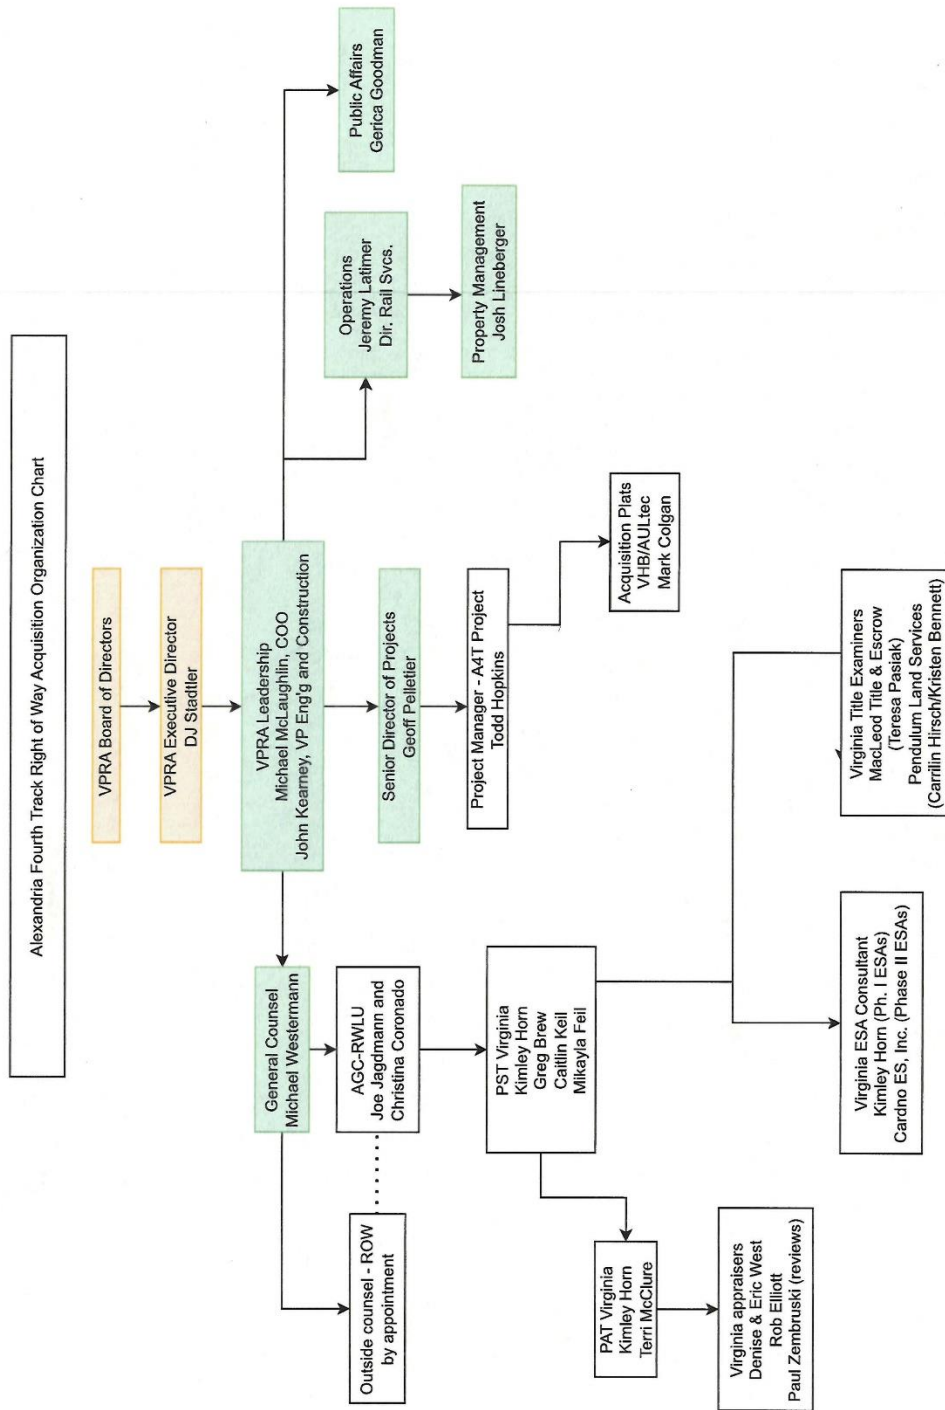 Alexandria Fourth Track Right of Way Acquisition Organization Chart
VPRA Board of Directors
VPRA Executive Director
DJ Stadtler
VPRA Leadership
Michael McLaughlin, COO
John Kearney, VP Eng'g and Construction
General Counsel
Michael Westermann
Senior Director of Projects
Geoff Pelletier
Operations
Jeremy Latimer
Dir. Rail Svcs.
Public Affairs
Gerica Goodman
Outside counsel - ROW
by appointment
AGC-RWLU
Joe Jagdmann and
Christina Coronado
Project Manager - A4T Project
Todd Hopkins
Property Management
Josh Lineberger
PST Virginia
Kimley Horn
Greg Brew
Caitlin Keil
Mikayla Feil
Acquisition Plats
VHB/AULtec
Mark Colgan
PAT Virginia
Kimley Horn
Terri McClure
Virginia appraisers
Denise & Eric West
Rob Elliott
Paul Zembruski (reviews)
Virginia ESA Consultant
Kimley Horn (Ph. I ESAs)
Cardno ES, Inc. (Phase II ESAs)
Virginia Title Examiners
MacLeod Title & Escrow
(Teresa Pasiak)
Pendulum Land Services
(Carrilin Hirsch/Kristen Bennett)